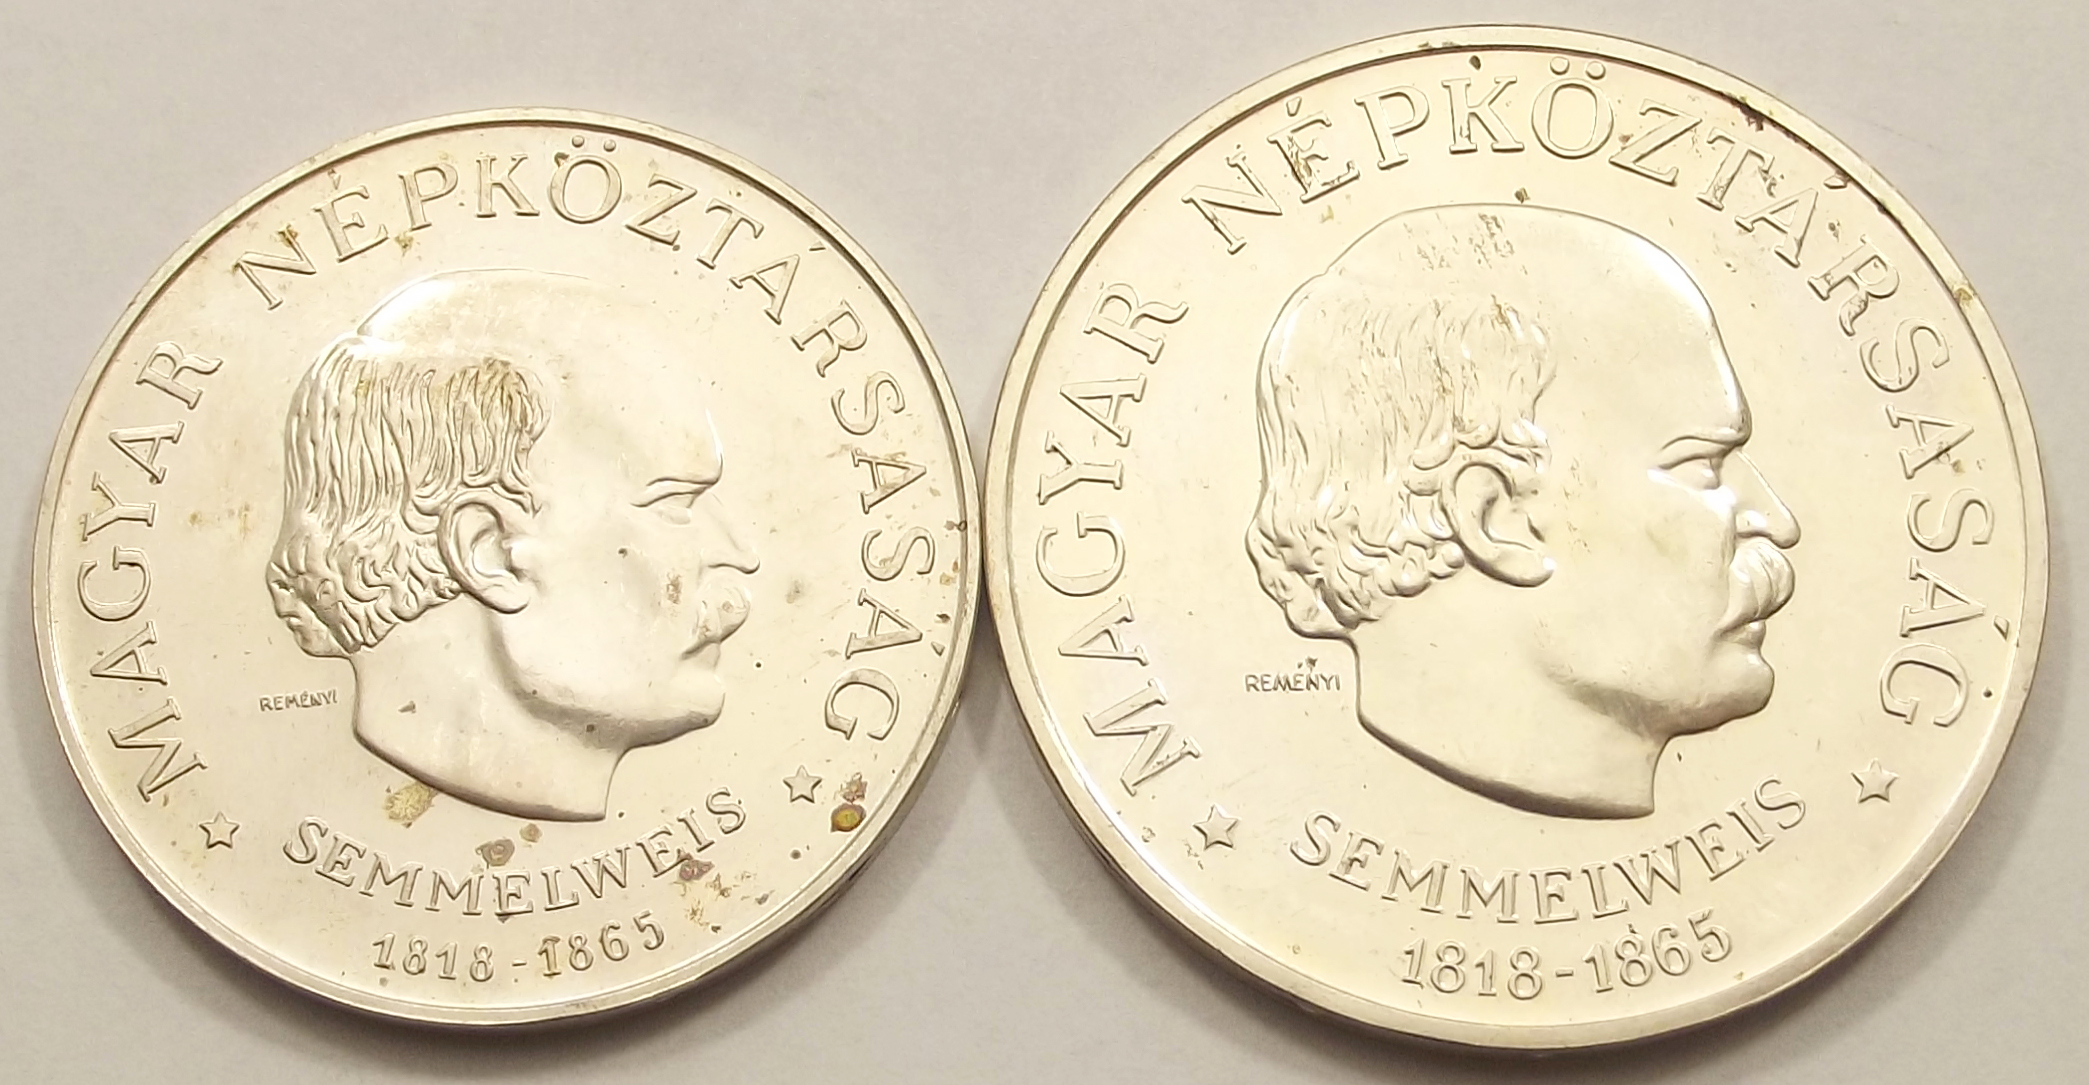 MAGYAR NÉPKÖZTÁRSASÁG
REMÉNYI
SEMMELWEIS
1818-1865
MAGYAR NÉPKÖZTÁRSASÁG
REMÉNYI
SEMMELWEIS
1818-1865